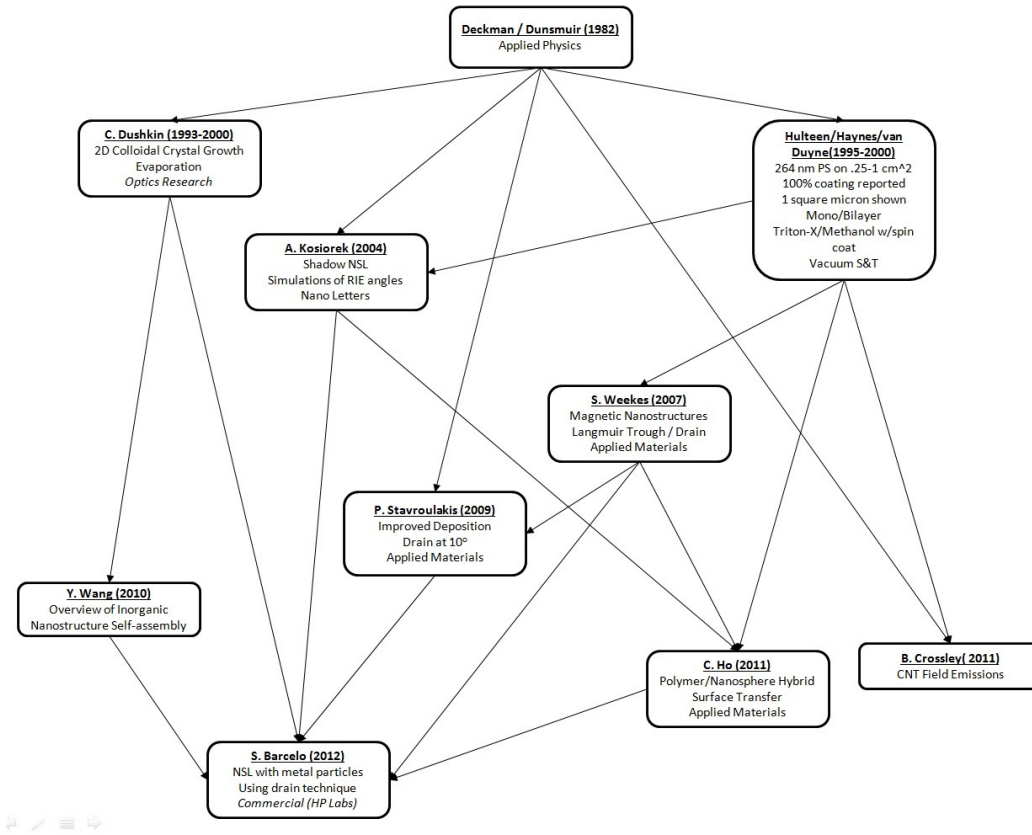 Deckman / Dunsmuir (1982)
Applied Physics
C. Dushkin (1993-2000)
2D Colloidal Crystal Growth
Evaporation
Optics Research
Hulteen/Haynes/van
Duyne(1995-2000)
264 nm PS on .25-1 cm^2
100% coating reported
1 square micron shown
Mono/Bilayer
Triton-X/Methanol w/spin
coat
Vacuum S&T
A. Kosiorek (2004)
Shadow NSL
Simulations of RIE angles
Nano Letters
S. Weekes (2007)
Magnetic Nanostructures
Langmuir Trough / Drain
Applied Materials
P. Stavroulakis (2009)
Improved Deposition
Drain at 10°
Applied Materials
Y. Wang (2010)
Overview of Inorganic
Nanostructure Self-assembly
C. Ho (2011)
Polymer/Nanosphere Hybrid
Surface Transfer
Applied Materials
B. Crossley( 2011)
CNT Field Emissions
S. Barcelo (2012)
NSL with metal particles
Using drain technique
Commercial (HP Labs)